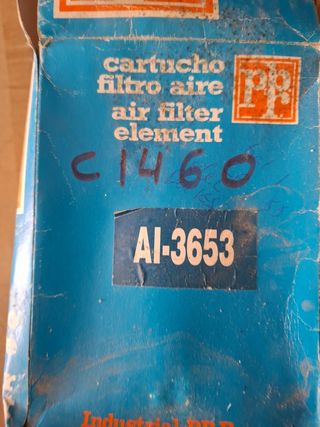 cartucho
filtro aire
air filter
element
C1460
AI-3653
Industrial